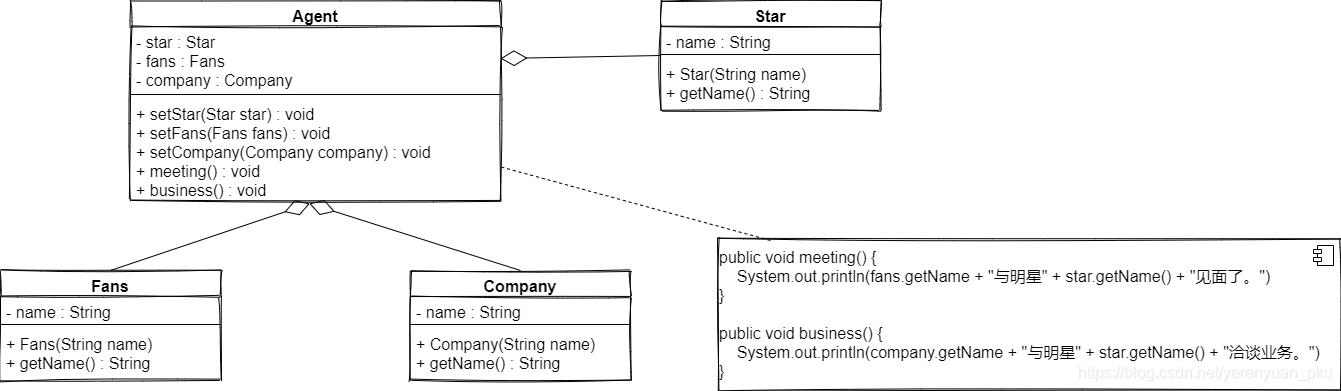 Agent
- star : Star
- fans : Fans
- company : Company
+ setStar(Star star) : void
+ setFans(Fans fans) : void
+ setCompany(Company company) : void
+ meeting() : void
+ business() : void
Star
- name : String
+ Star(String name)
+ getName() : String
Fans
- name : String
+ Fans(String name)
+ getName() : String
Company
- name : String
+ Company(String name)
+ getName() : String
public void meeting() {
System.out.println(fans.getName + "与明星" + star.getName() + "见面了。")
}
public void business() {
System.out.println(company.getName + "与明星" + star.getName() + "洽谈业务。")
}
https://blog.csdn.net/yerenyuan_pku